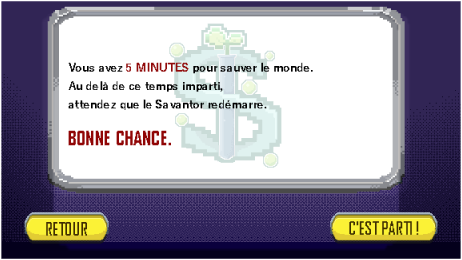 Vous avez 5 MINUTES pour sauver le monde.
Au delà de ce temps imparti,
attendez que le Savantor redémarre.
BONNE CHANCE.
RETOUR
C'EST PARTI !